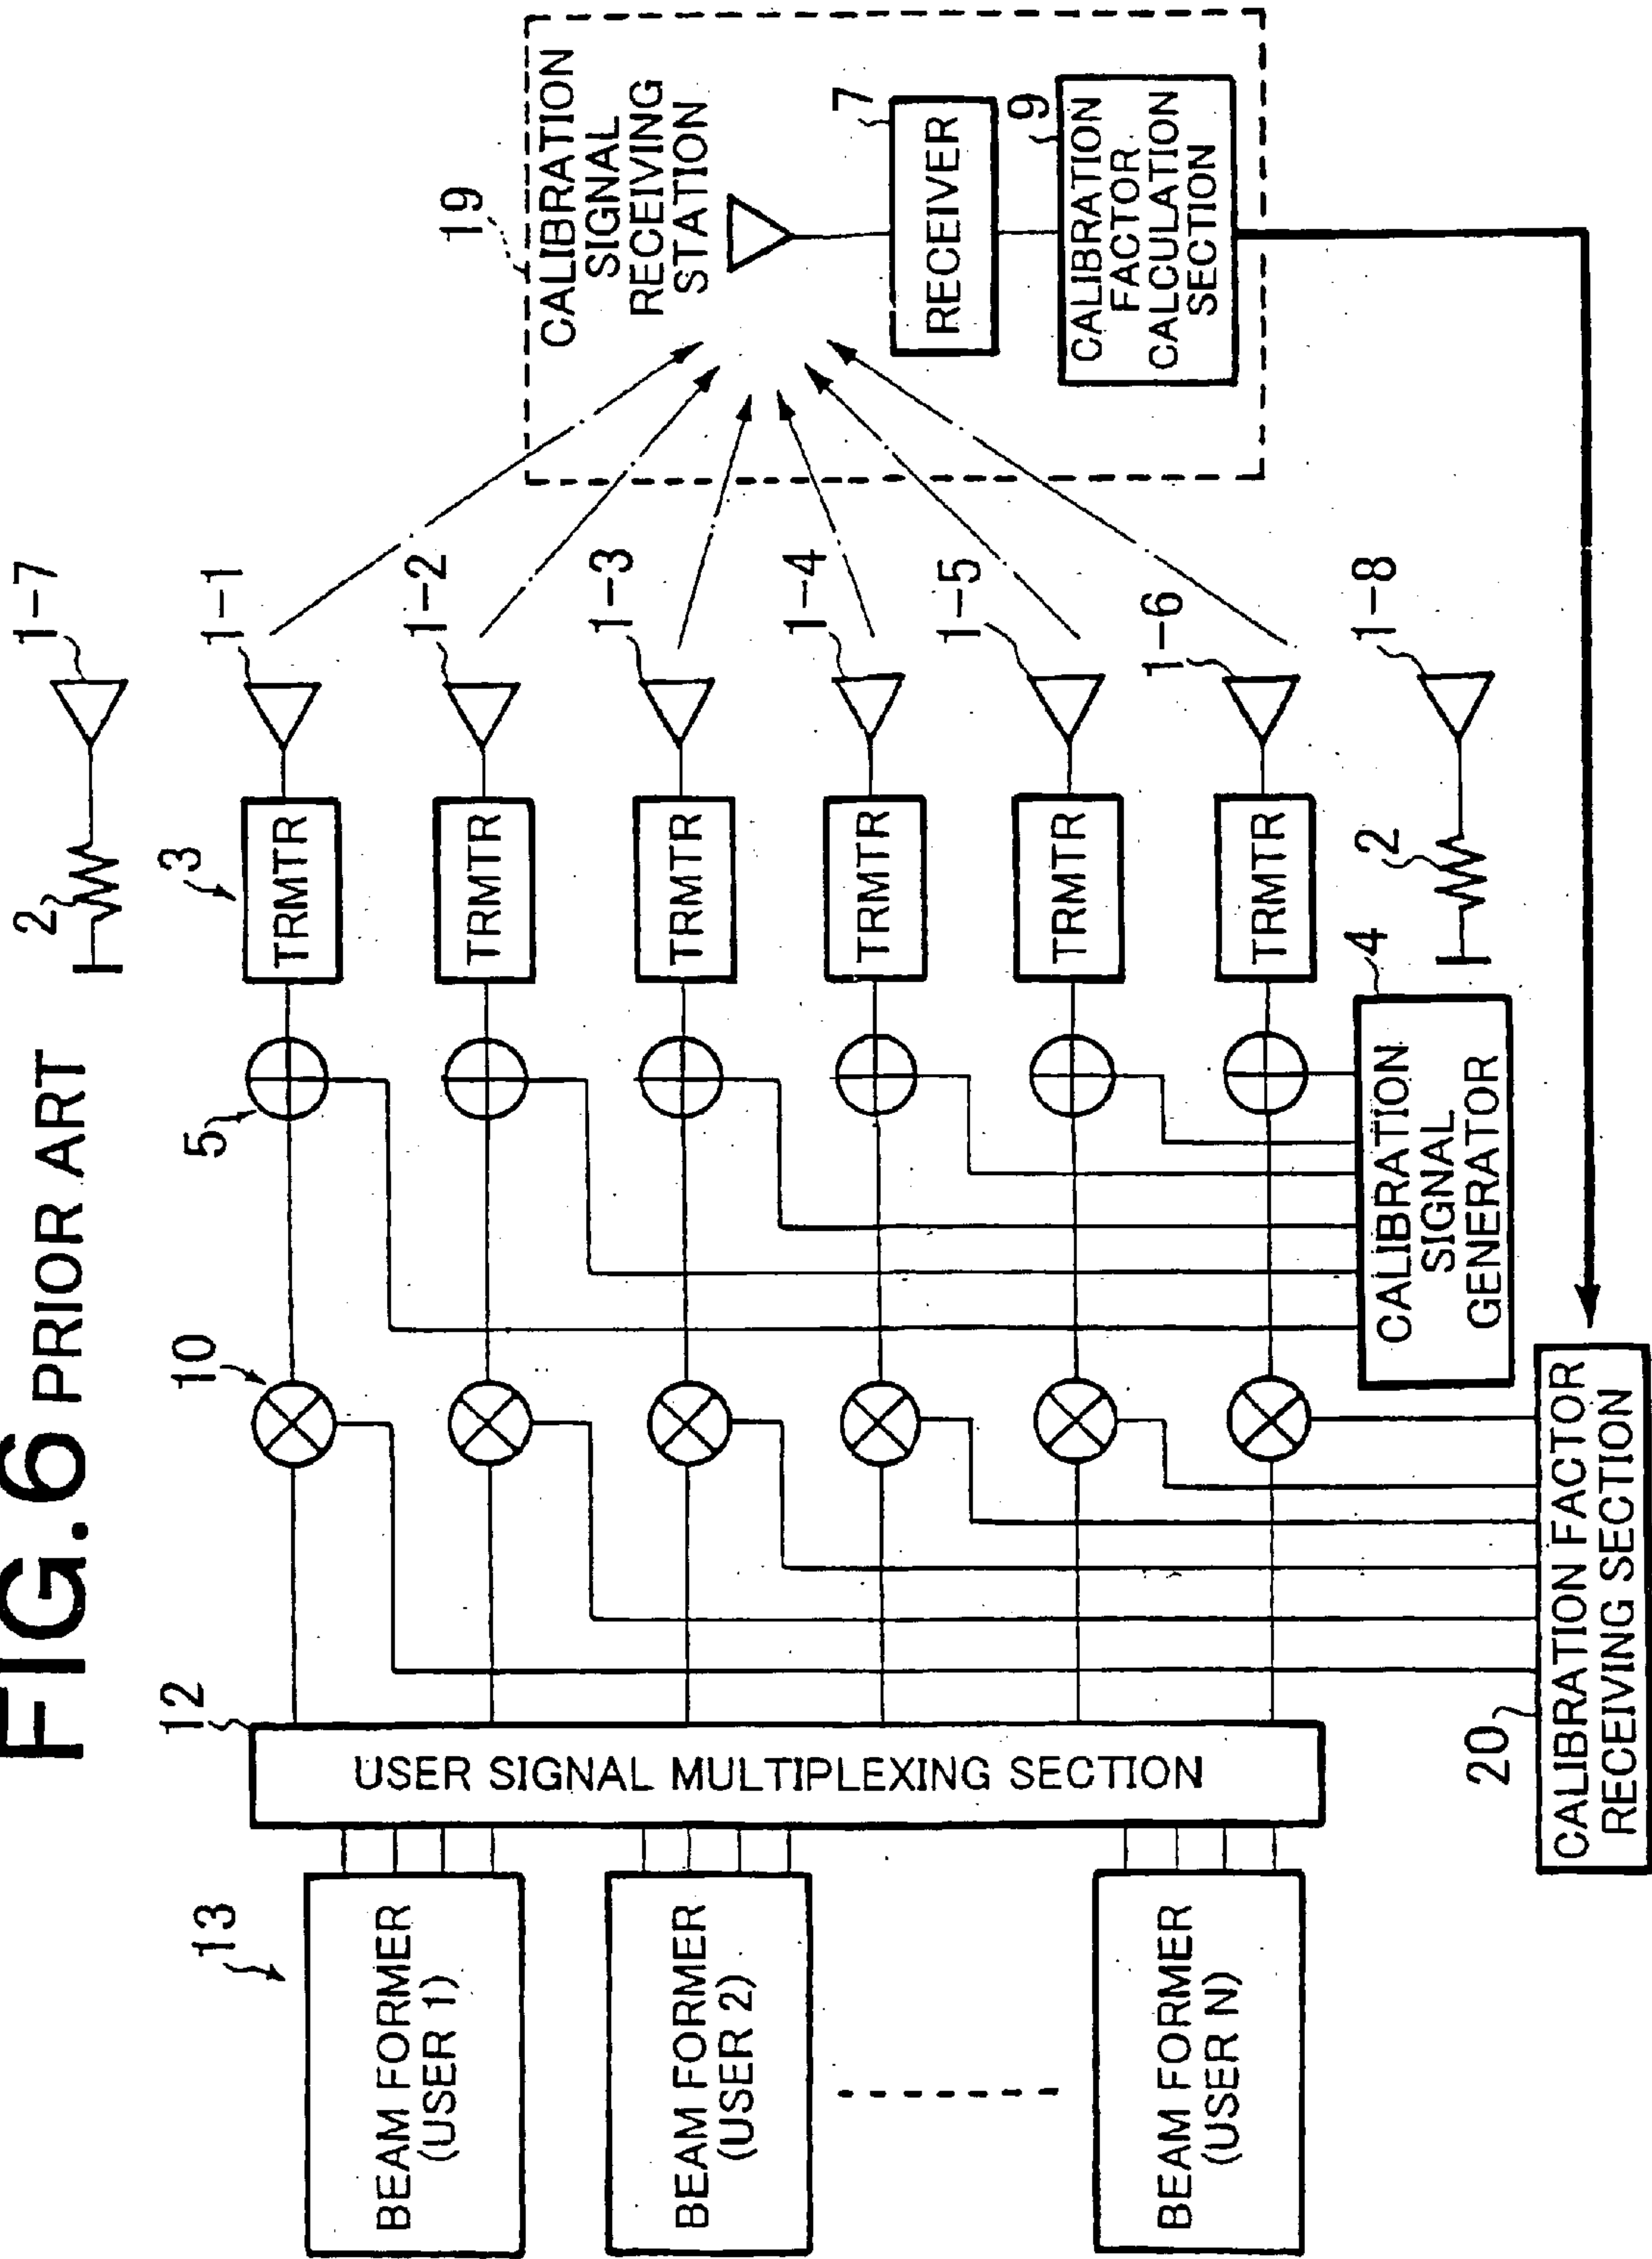 FIG.6 PRIOR ART
13
BEAM FORMER
(USER 1)
BEAM FORMER
(USER 2)
BEAM FORMER
(USER N)
12
USER SIGNAL MULTIPLEXING SECTION
10
5
3
TRMTR
TRMTR
TRMTR
TRMTR
TRMTR
TRMTR
2
1-7
1-1
1-2
1-3
1-4
1-5
1-6
1-8
2
4
CALIBRATION
SIGNAL
GENERATOR
20
CALIBRATION FACTOR
RECEIVING SECTION
19
CALIBRATION
SIGNAL
RECEIVING
STATION
7
RECEIVER
9
CALIBRATION
FACTOR
CALCULATION
SECTION